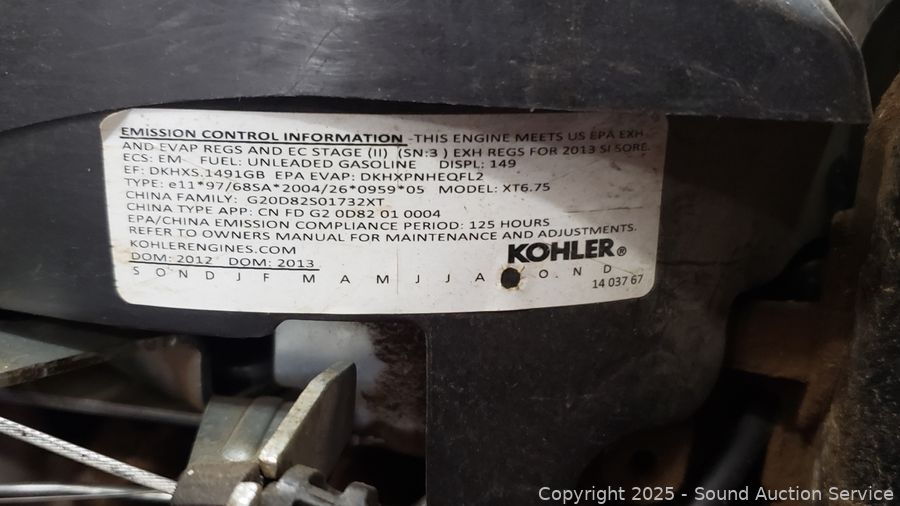 EMISSION CONTROL INFORMATION -THIS ENGINE MEETS US EPA EXH
AND EVAP REGS AND EC STAGE (II) (SN:3 ) EXH REGS FOR 2013 SI SORE.
ECS: EM FUEL: UNLEADED GASOLINE DISPL: 149
EF: DKHXS.1491GB EPA EVAP: DKHXPNHEQFL2
TYPE: e11*97/68SA*2004/26*0959*05 MODEL: XT6.75
CHINA FAMILY: G20D82S01732XT
CHINA TYPE APP: CN FD G2 0D82 01 0004
EPA/CHINA EMISSION COMPLIANCE PERIOD: 125 HOURS
REFER TO OWNERS MANUAL FOR MAINTENANCE AND ADJUSTMENTS.
KOHLERENGINES.COM
KOHLER®
DOM: 2012 DOM: 2013
S O N D J F M A M J J A O N D
14 037 67
Copyright © 2025 - Sound Auction Service